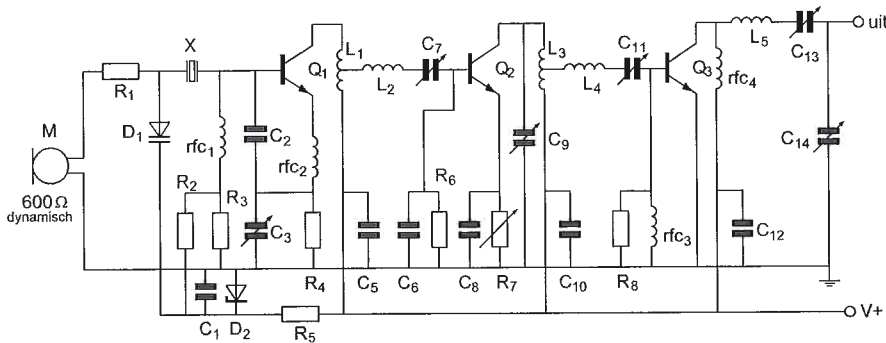 M
600 Ω
dynamisch
R1
D1
X
rfc1
R2
R3
C2
C3
Q1
rfc2
R4
L1
L2
C5
C7
C6
R6
Q2
C8
R7
C9
L3
L4
C10
C11
R8
rfc3
Q3
rfc4
L5
C12
C13
C14
uit
C1
D2
R5
V+